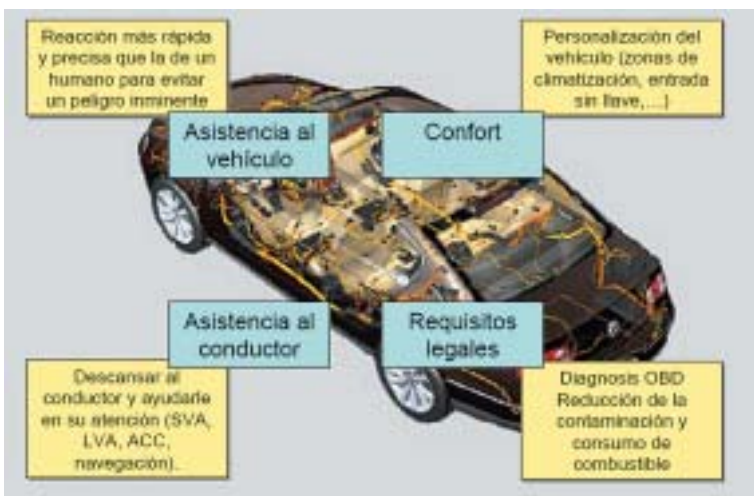 Reacción más rápida
y precisa que la de un
humano para evitar
un peligro inminente
Asistencia al
vehículo
Personalización del
vehículo (zonas de
climatización, entrada
sin llave,...)
Confort
Asistencia al
conductor
Descansar al
conductor y ayudarle
en su atención (SVA,
LVA, ACC,
navegación).
Requisitos
legales
Diagnosis OBD
Reducción de la
contaminación y
consumo de
combustible